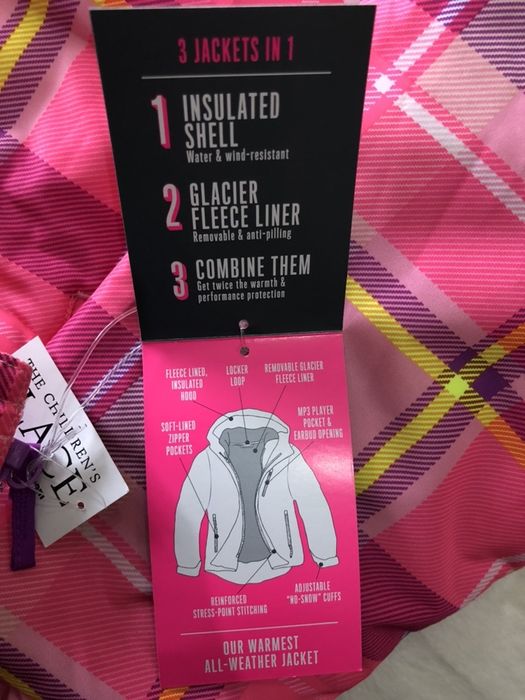 3 JACKETS IN 1
1 INSULATED
SHELL
Water & wind-resistant
2 GLACIER
FLEECE LINER
Removable & anti-pilling
3 COMBINE THEM
Get twice the warmth &
performance protection
FLEECE LINED,
INSULATED
HOOD
LOCKER
LOOP
REMOVABLE GLACIER
FLEECE LINER
SOFT-LINED
ZIPPER
POCKETS
MP3 PLAYER
POCKET &
EARBUD OPENING
REINFORCED
STRESS-POINT STITCHING
ADJUSTABLE
"NO-SNOW" CUFFS
OUR WARMEST
ALL-WEATHER JACKET
THE CHILDREN'S
LACE